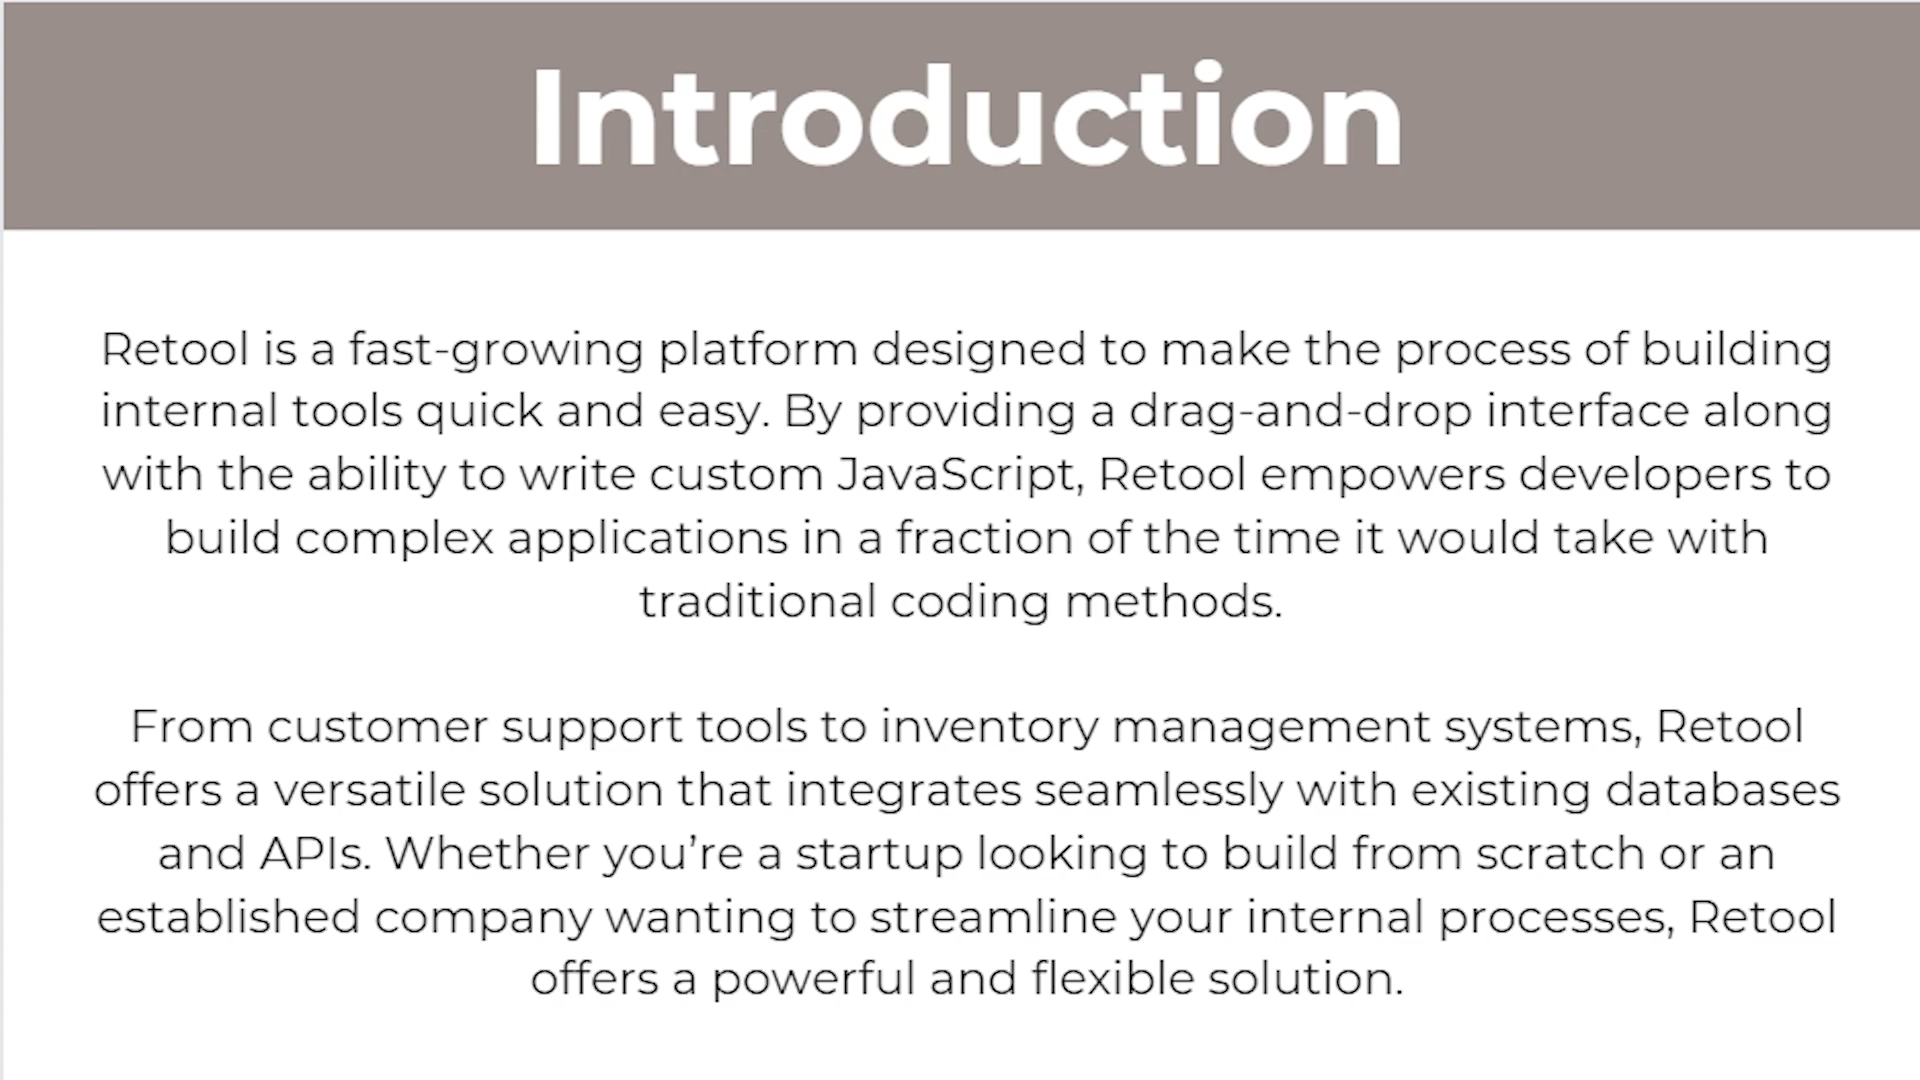 Introduction
Retool is a fast-growing platform designed to make the process of building
internal tools quick and easy. By providing a drag-and-drop interface along
with the ability to write custom JavaScript, Retool empowers developers to
build complex applications in a fraction of the time it would take with
traditional coding methods.
From customer support tools to inventory management systems, Retool
offers a versatile solution that integrates seamlessly with existing databases
and APIs. Whether you’re a startup looking to build from scratch or an
established company wanting to streamline your internal processes, Retool
offers a powerful and flexible solution.